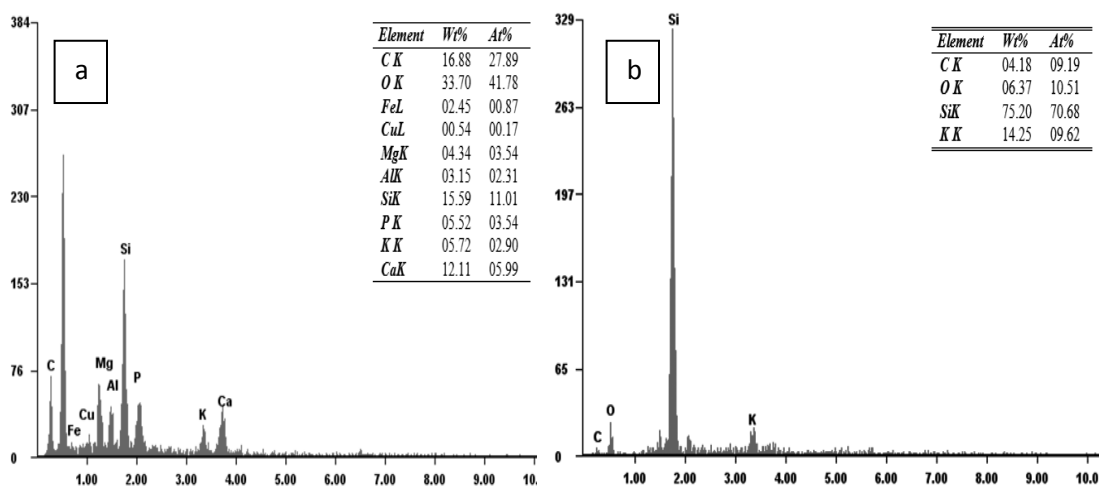 384
307
230
153
76
0
a
Element Wt% At%
C K 16.88 27.89
O K 33.70 41.78
FeL 02.45 00.87
CuL 00.54 00.17
MgK 04.34 03.54
AlK 03.15 02.31
SiK 15.59 11.01
P K 05.52 03.54
K K 05.72 02.90
CaK 12.11 05.99
C
Fe
Cu
Mg
Al
Si
P
K
Ca
1.00 2.00 3.00 4.00 5.00 6.00 7.00 8.00 9.00 10.
329
263
197
131
65
0
b
Si
Element Wt% At%
C K 04.18 09.19
O K 06.37 10.51
SiK 75.20 70.68
K K 14.25 09.62
C
O
K
1.00 2.00 3.00 4.00 5.00 6.00 7.00 8.00 9.00 10.